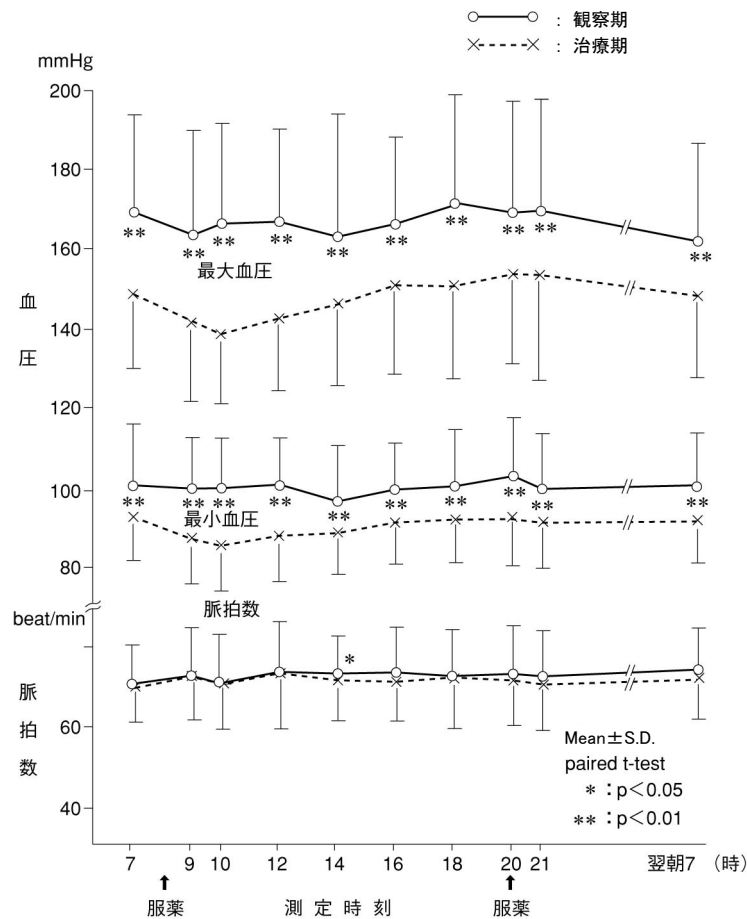 ： 観察期
： 治療期
mmHg
200
180
160
140
120
100
80
血圧
**
**
**
**
**
**
**
**
**
**
最大血圧
**
**
**
**
**
**
**
**
**
**
最小血圧
beat/min
脈拍数
*
脈拍数
60
40
Mean±S.D.
paired t-test
*：p＜0.05
**：p＜0.01
7 9 10 12 14 16 18 20 21 翌朝7 （時）
服薬 測定時刻 服薬